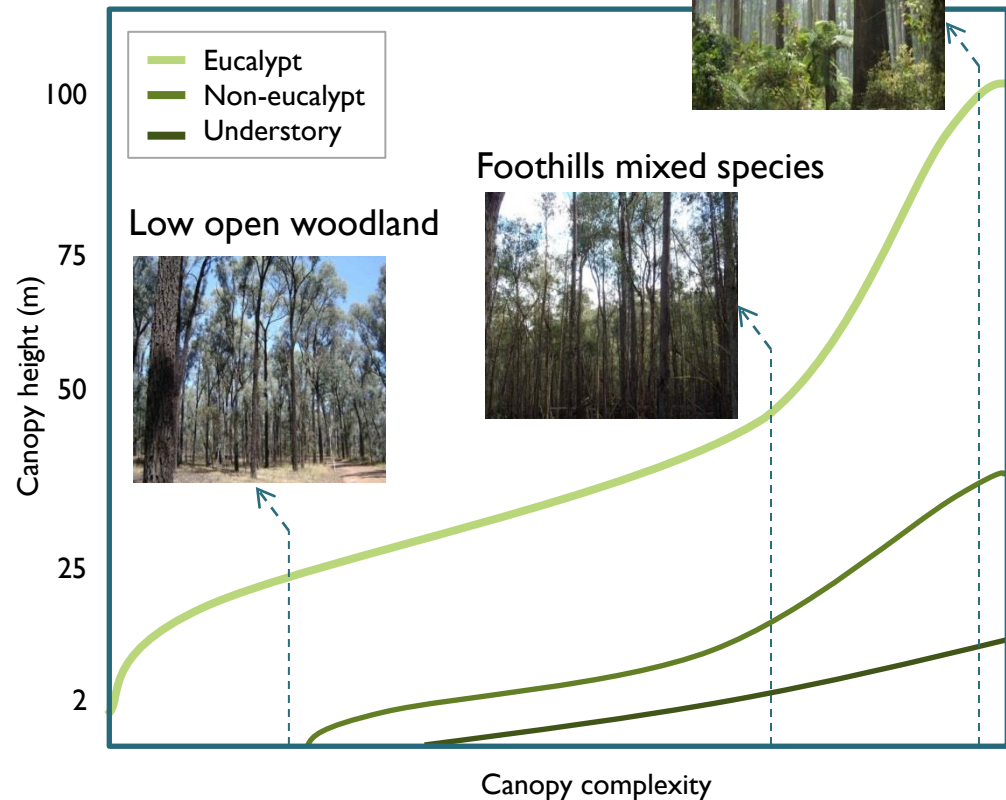 Eucalypt
Non-eucalypt
Understory
Foothills mixed species
Low open woodland
100
75
50
25
2
Canopy height (m)
Canopy complexity